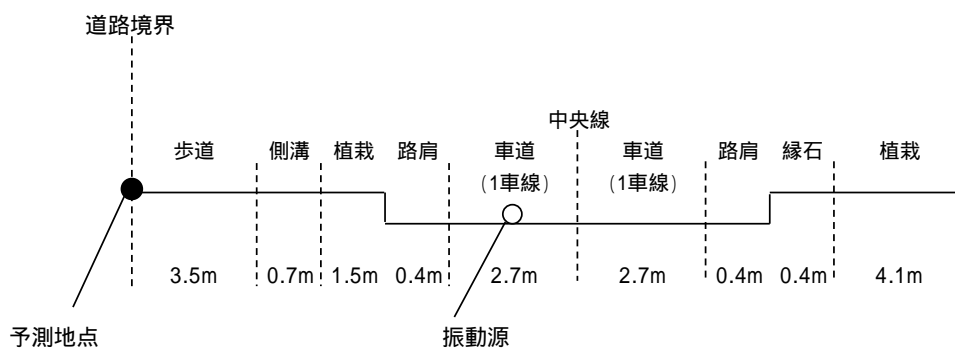 道路境界
中央線
歩道 側溝 植栽 路肩 車道 車道 路肩 縁石 植栽
(1車線) (1車線)
3.5m 0.7m 1.5m 0.4m 2.7m 2.7m 0.4m 0.4m 4.1m
予測地点 振動源